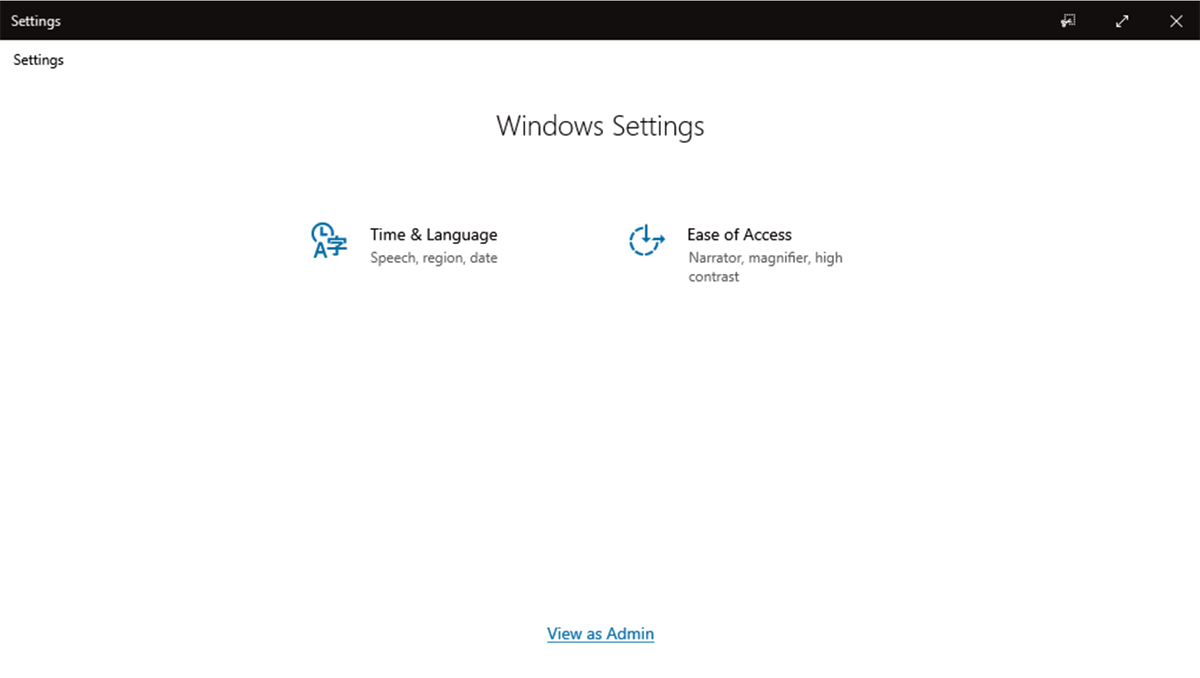 Settings
Settings
Windows Settings
Time & Language
Speech, region, date
Ease of Access
Narrator, magnifier, high
contrast
View as Admin